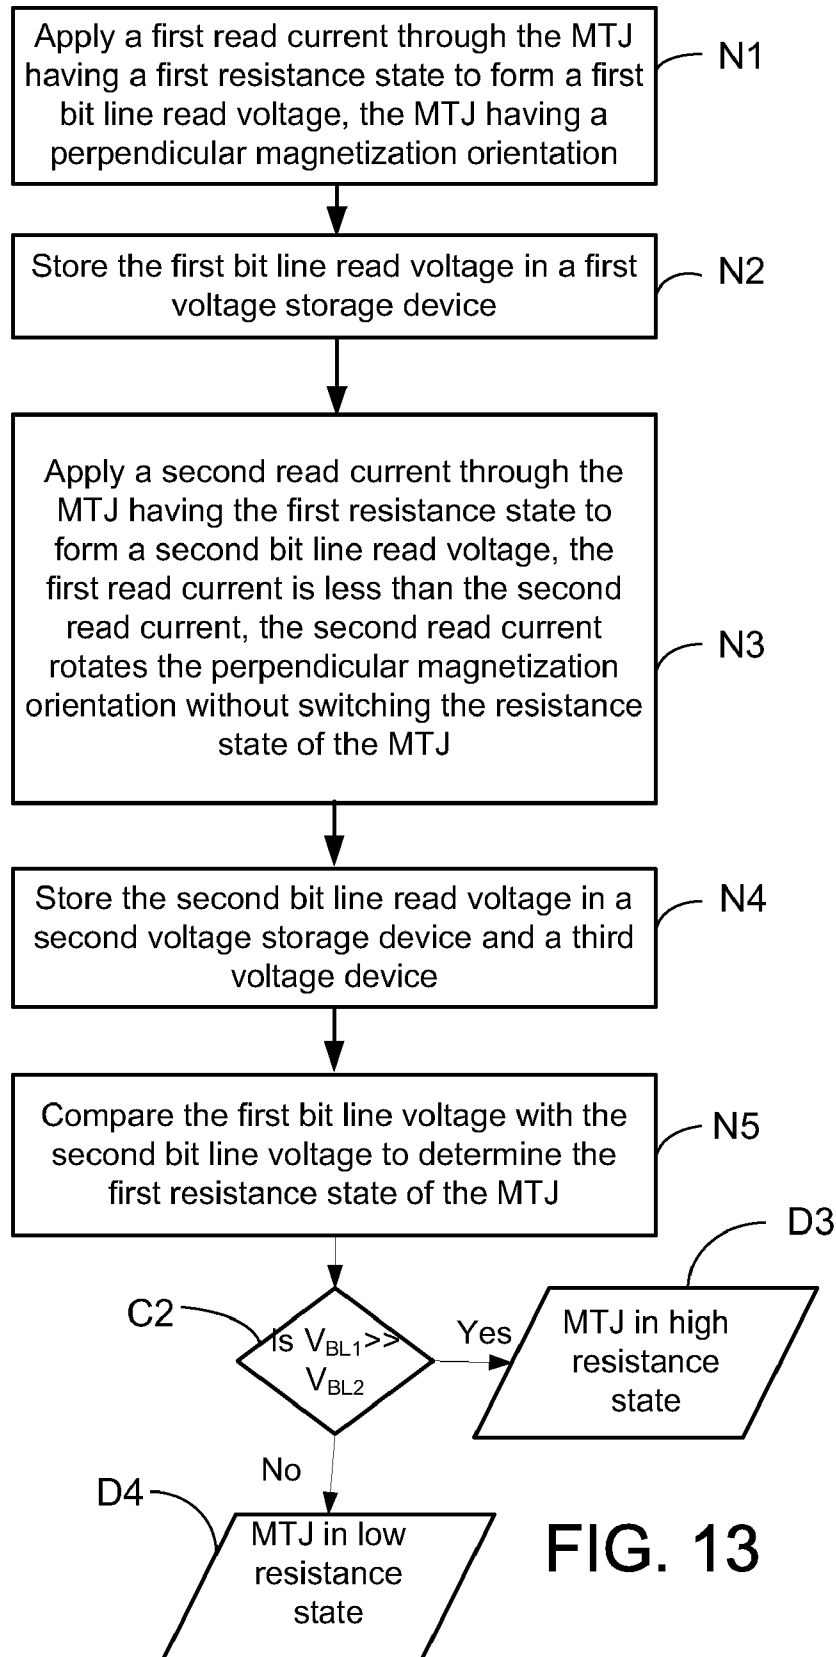 Apply a first read current through the MTJ
having a first resistance state to form a first
bit line read voltage, the MTJ having a
perpendicular magnetization orientation
N1
Store the first bit line read voltage in a first
voltage storage device
N2
Apply a second read current through the
MTJ having the first resistance state to
form a second bit line read voltage, the
first read current is less than the second
read current, the second read current
rotates the perpendicular magnetization
orientation without switching the resistance
state of the MTJ
N3
Store the second bit line read voltage in a
second voltage storage device and a third
voltage device
N4
Compare the first bit line voltage with the
second bit line voltage to determine the
first resistance state of the MTJ
N5
C2
Is VBL1>>
VBL2
Yes
D3
MTJ in high
resistance
state
No
D4
MTJ in low
resistance
state
FIG. 13